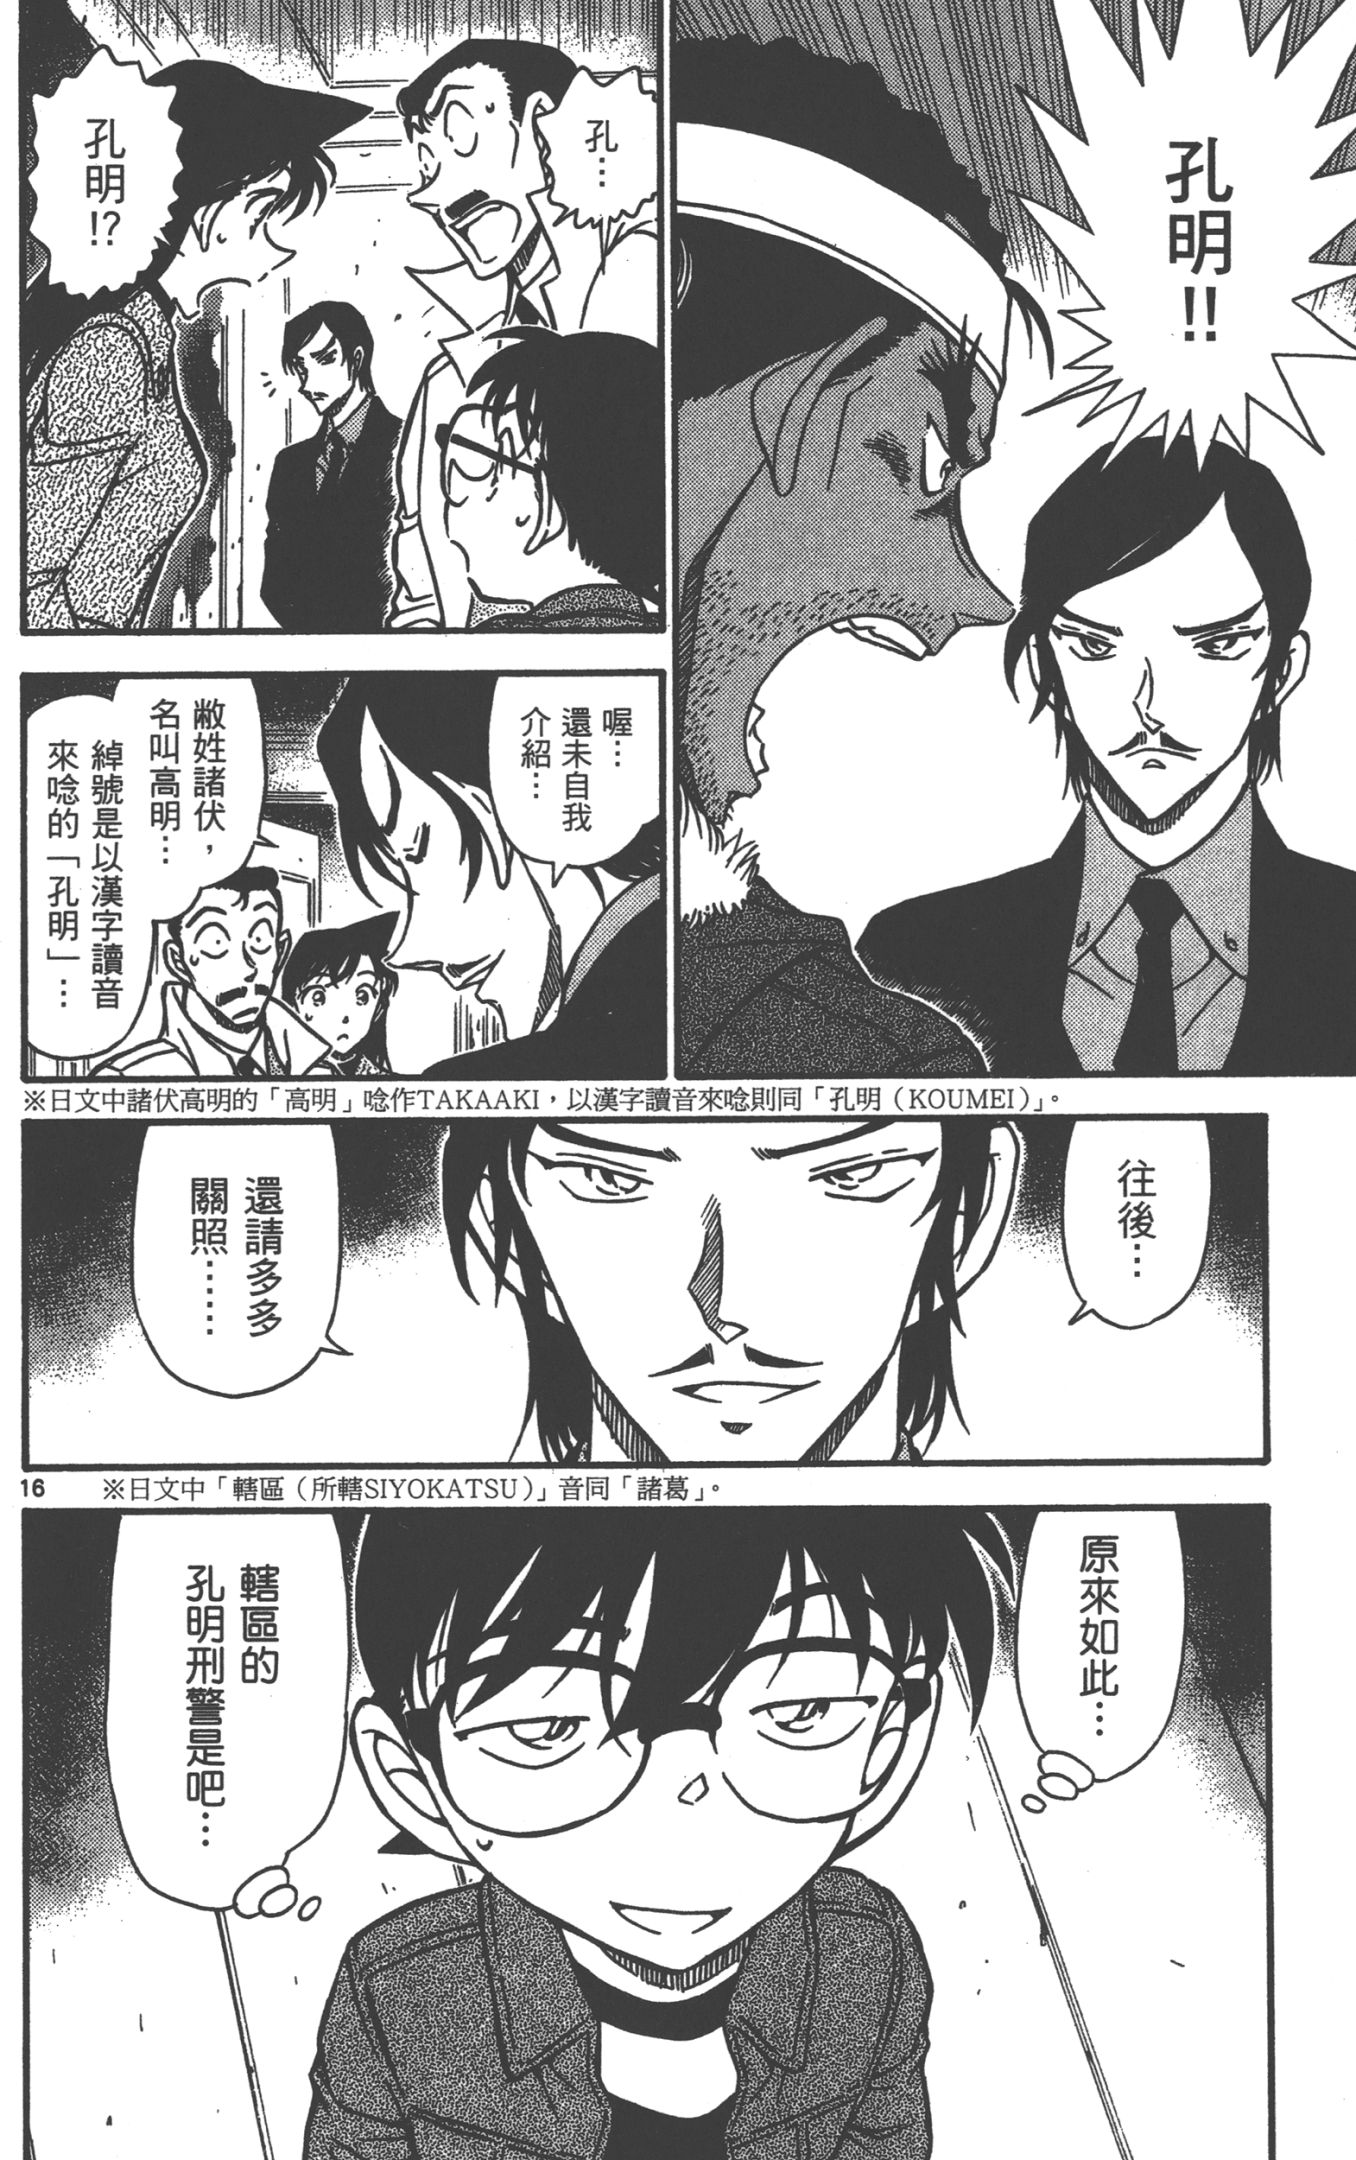 孔明!!
孔…
孔明!?
喔…
還未自我
介紹…
敝姓諸伏，
名叫高明…
綽號是以漢字讀音
來唸的「孔明」…
※日文中諸伏高明的「高明」唸作TAKAAKI，以漢字讀音來唸則同「孔明（KOUMEI）」。
往後…
還請多多
關照……
16
※日文中「轄區（所轄SIYOKATSU）」音同「諸葛」。
原來如此…
轄區的
孔明刑警是吧…